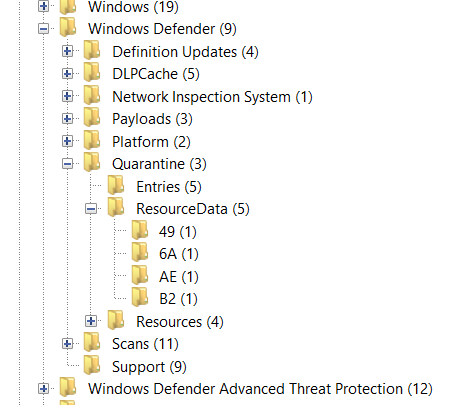 Windows (19)
Windows Defender (9)
Definition Updates (4)
DLPCache (5)
Network Inspection System (1)
Payloads (3)
Platform (2)
Quarantine (3)
Entries (5)
ResourceData (5)
49 (1)
6A (1)
AE (1)
B2 (1)
Resources (4)
Scans (11)
Support (9)
Windows Defender Advanced Threat Protection (12)